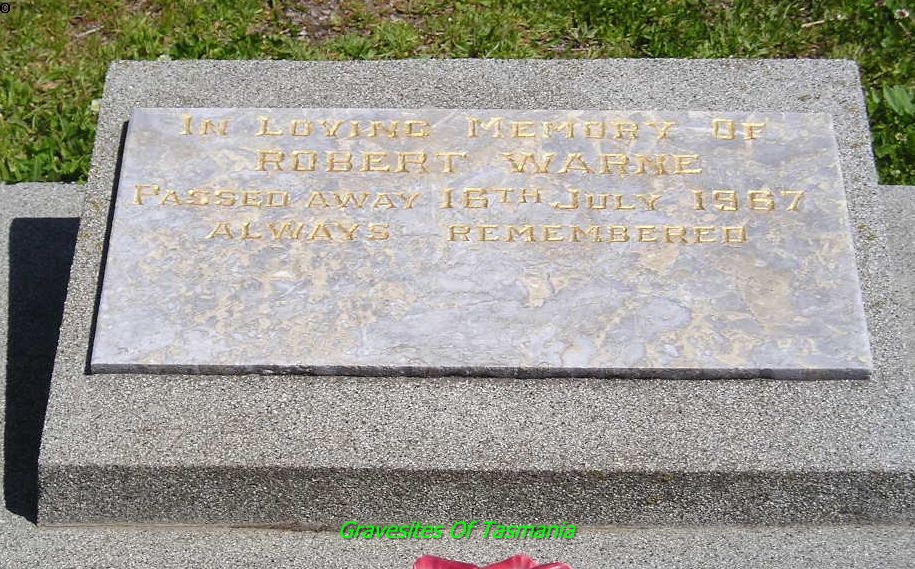 In Loving Memory Of
Robert Warne
Passed away 16th July 1967
Always remembered
Gravesites Of Tasmania